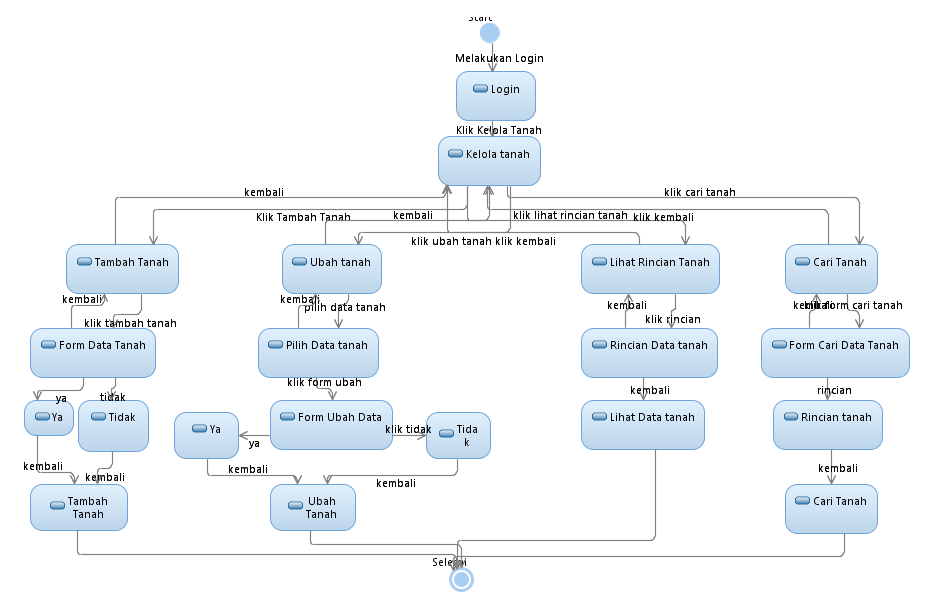 Start
Melakukan Login
Login
Klik Kelola Tanah
Kelola tanah
kembali
klik cari tanah
Klik Tambah Tanah
kembali
klik lihat rincian tanah
klik kembali
klik ubah tanah
klik kembali
Tambah Tanah
Ubah tanah
Lihat Rincian Tanah
Cari Tanah
kembali
kembali
pilih data tanah
kembali
kembali
klik form cari tanah
klik tambah tanah
klik rincian
Form Data Tanah
Pilih Data tanah
Rincian Data tanah
Form Cari Data Tanah
ya
tidak
klik form ubah
kembali
rincian
Ya
Tidak
Ya
ya
Form Ubah Data
klik tidak
Tida
k
Lihat Data tanah
Rincian tanah
kembali
kembali
kembali
kembali
kembali
Tambah
Tanah
Ubah
Tanah
Cari Tanah
Selesai